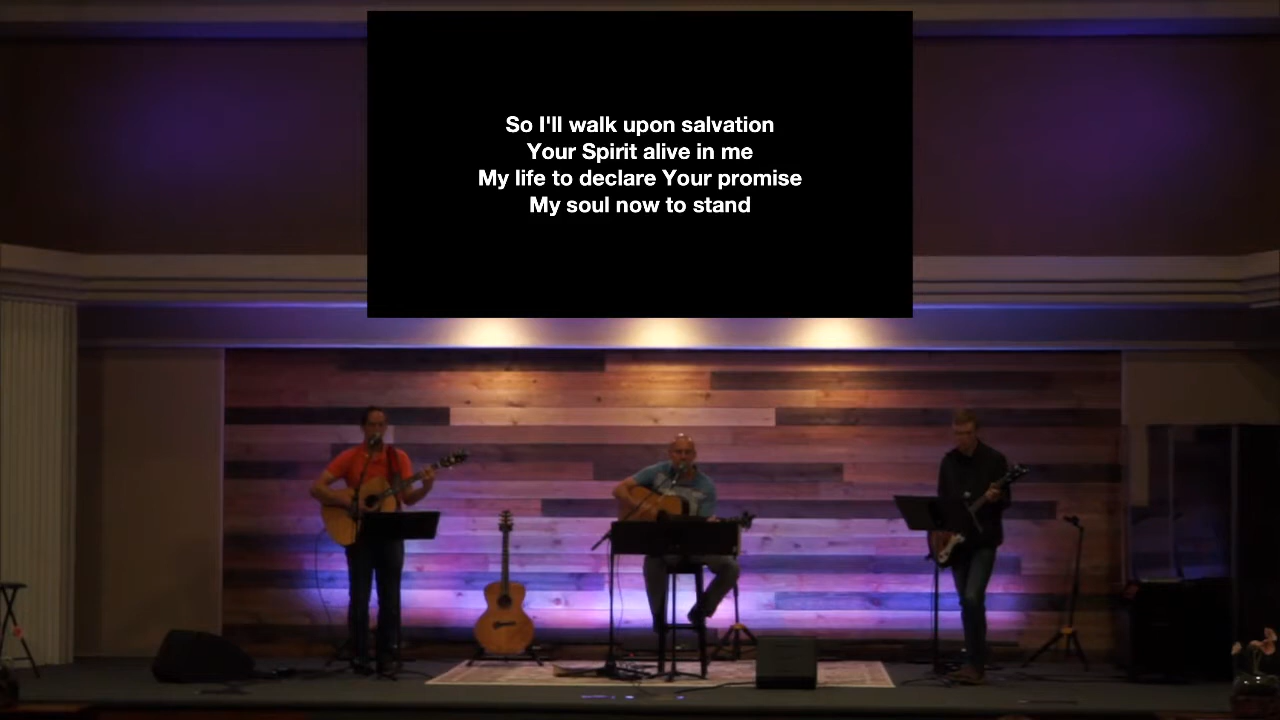 So I'll walk upon salvation
Your Spirit alive in me
My life to declare Your promise
My soul now to stand